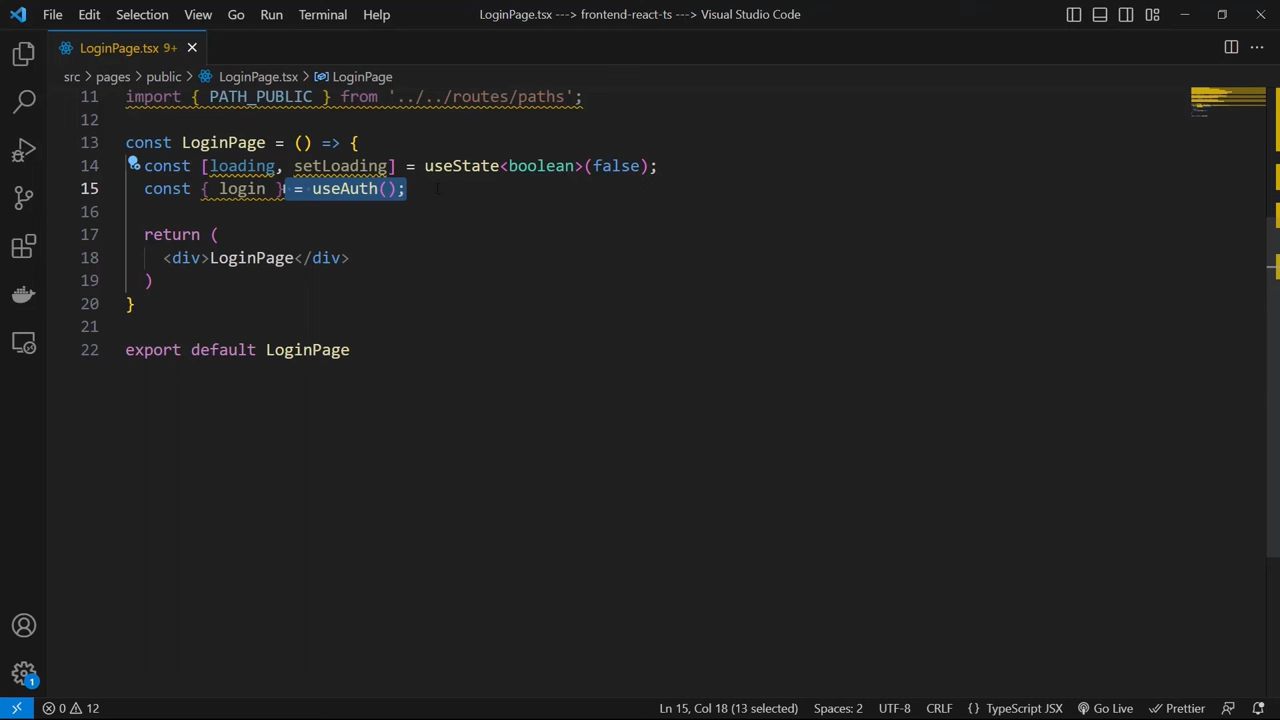 File Edit Selection View Go Run Terminal Help LoginPage.tsx ---> frontend-react-ts ---> Visual Studio Code
LoginPage.tsx 9+
src > pages > public > LoginPage.tsx > LoginPage
11 import { PATH_PUBLIC } from '../../routes/paths';
12
13 const LoginPage = () => {
14 const [loading, setLoading] = useState<boolean>(false);
15 const { login } = useAuth();
16
17 return (
18 <div>LoginPage</div>
19 )
20 }
21
22 export default LoginPage
1
0 12 Ln 15, Col 18 (13 selected) Spaces: 2 UTF-8 CRLF { } TypeScript JSX Go Live Prettier